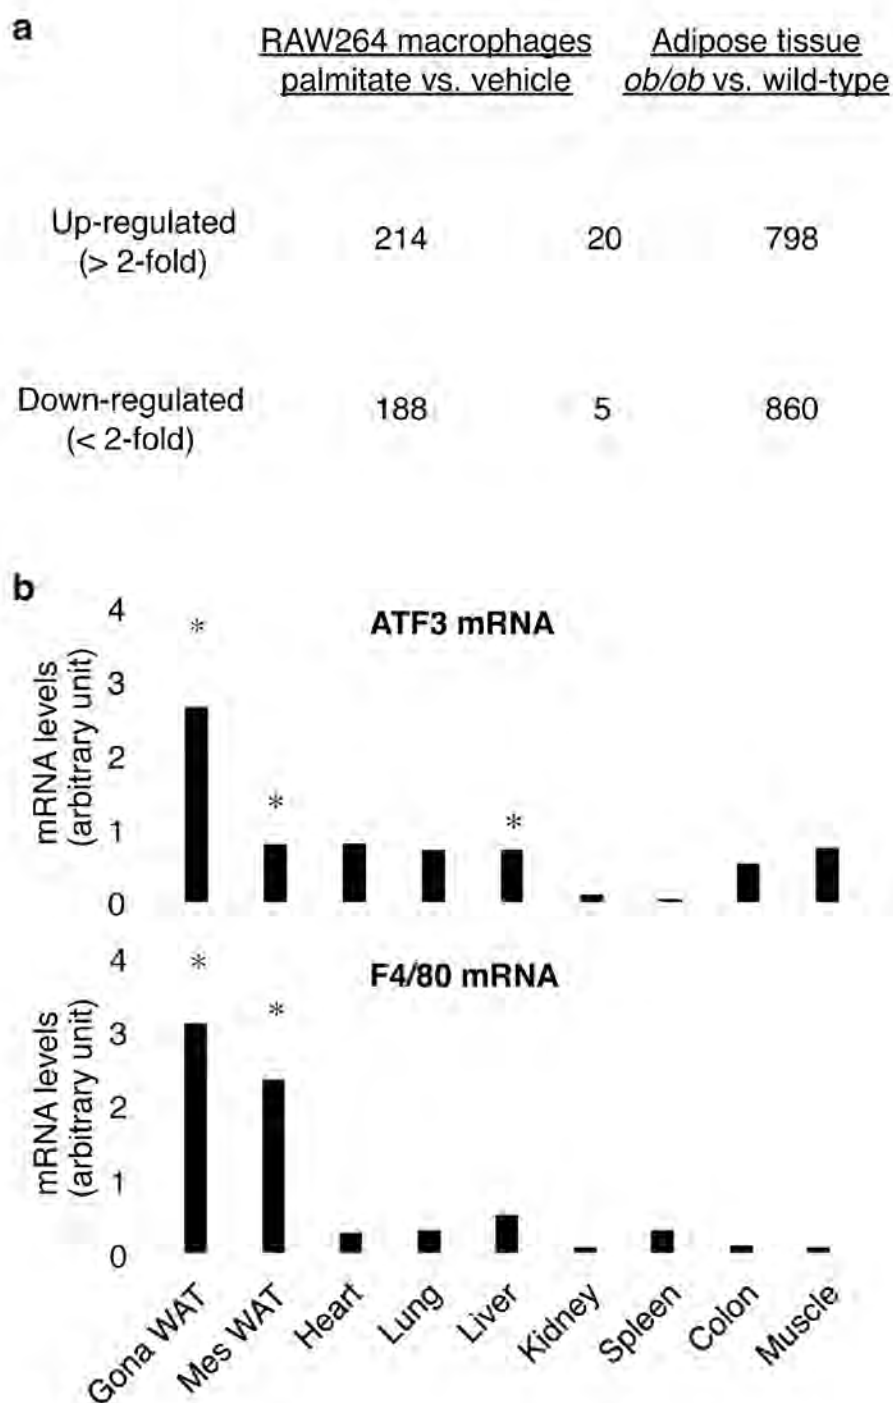 a
RAW264 macrophages
palmitate vs. vehicle
Adipose tissue
ob/ob vs. wild-type
Up-regulated
(> 2-fold)
214
20
798
Down-regulated
(< 2-fold)
188
5
860
b
ATF3 mRNA
mRNA levels
(arbitrary unit)
4
3
2
1
0
*
*
*
F4/80 mRNA
mRNA levels
(arbitrary unit)
4
3
2
1
0
*
*
Gona WAT
Mes WAT
Heart
Lung
Liver
Kidney
Spleen
Colon
Muscle